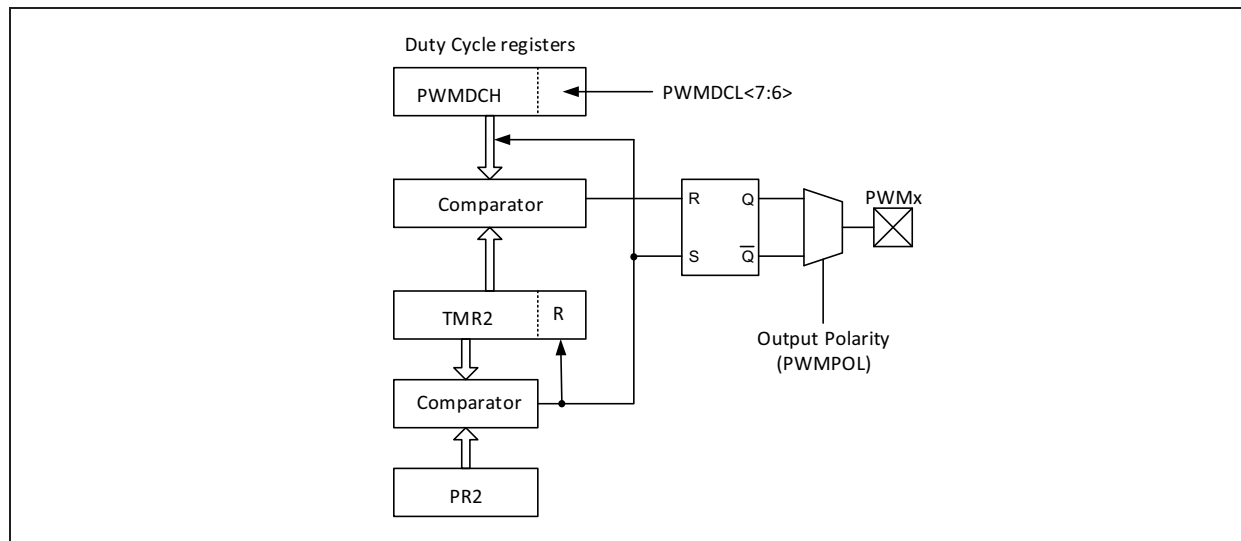 Duty Cycle registers
PWMDCH
PWMDCL<7:6>
Comparator
R Q
PWMx
S Q̅
TMR2 R
Output Polarity
(PWMPOL)
Comparator
PR2